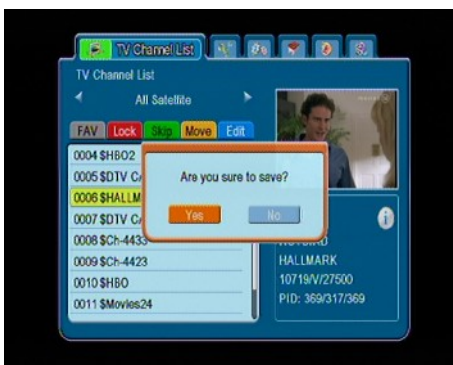 TV Channel List
TV Channel List
All Satellite
FAV Lock Skip Move Edit
0004 $HBO2
0005 $DTV
0006 $HALLM
0007 $DTV
0008 $Ch-4433
0009 $Ch-4423
0010 $HBO
0011 $Movies24
Are you sure to save?
Yes No
HALLMARK
10719/V/27500
PID: 369/317/369